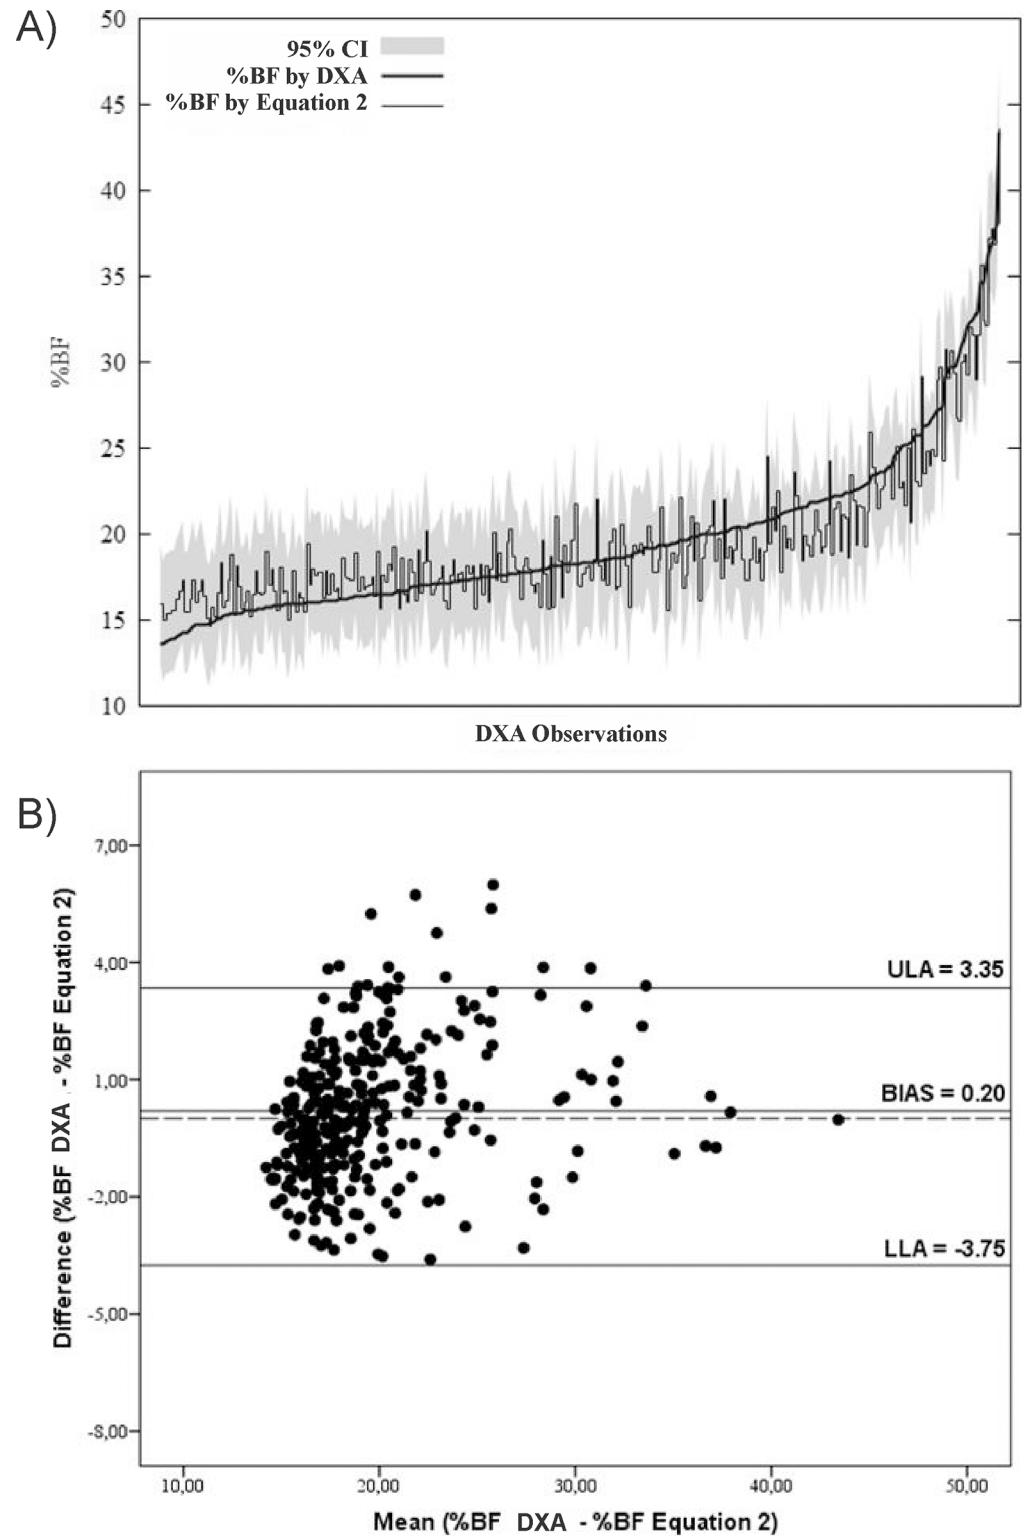 A)
50
45
40
35
30
25
20
15
10
%BF
95% CI
%BF by DXA
%BF by Equation 2
DXA Observations
B)
7,00
4,00
1,00
-2,00
-5,00
-8,00
Difference (%BF DXA - %BF Equation 2)
ULA = 3.35
BIAS = 0.20
LLA = -3.75
10,00 20,00 30,00 40,00 50,00
Mean (%BF DXA - %BF Equation 2)